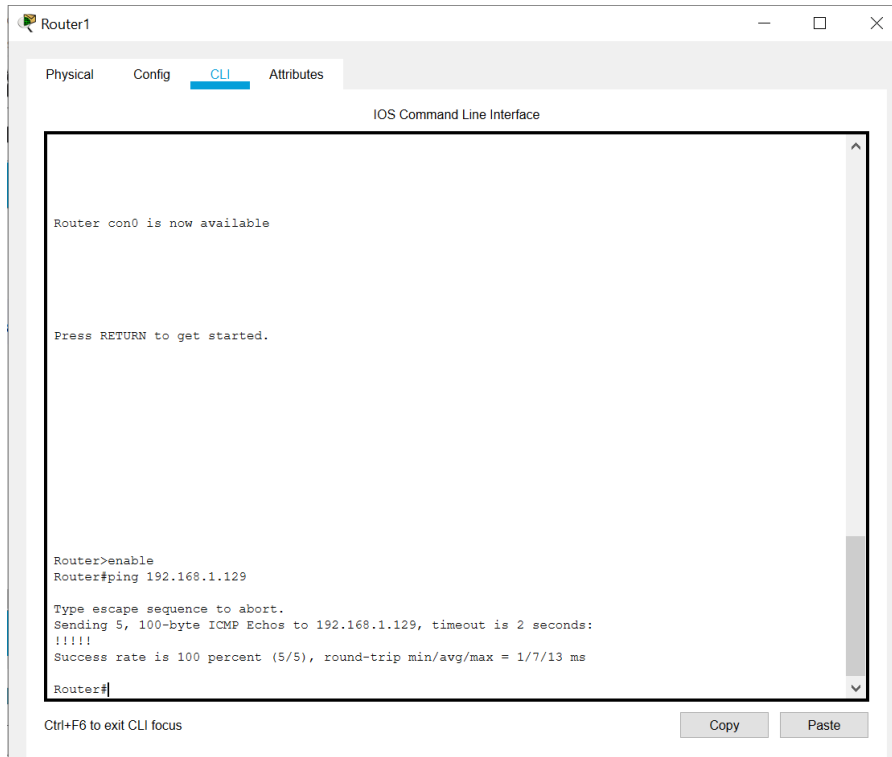 Router1
Physical Config CLI Attributes
IOS Command Line Interface
Router con0 is now available
Press RETURN to get started.
Router>enable
Router#ping 192.168.1.129
Type escape sequence to abort.
Sending 5, 100-byte ICMP Echos to 192.168.1.129, timeout is 2 seconds:
!!!!!
Success rate is 100 percent (5/5), round-trip min/avg/max = 1/7/13 ms
Router#
Ctrl+F6 to exit CLI focus
Copy Paste